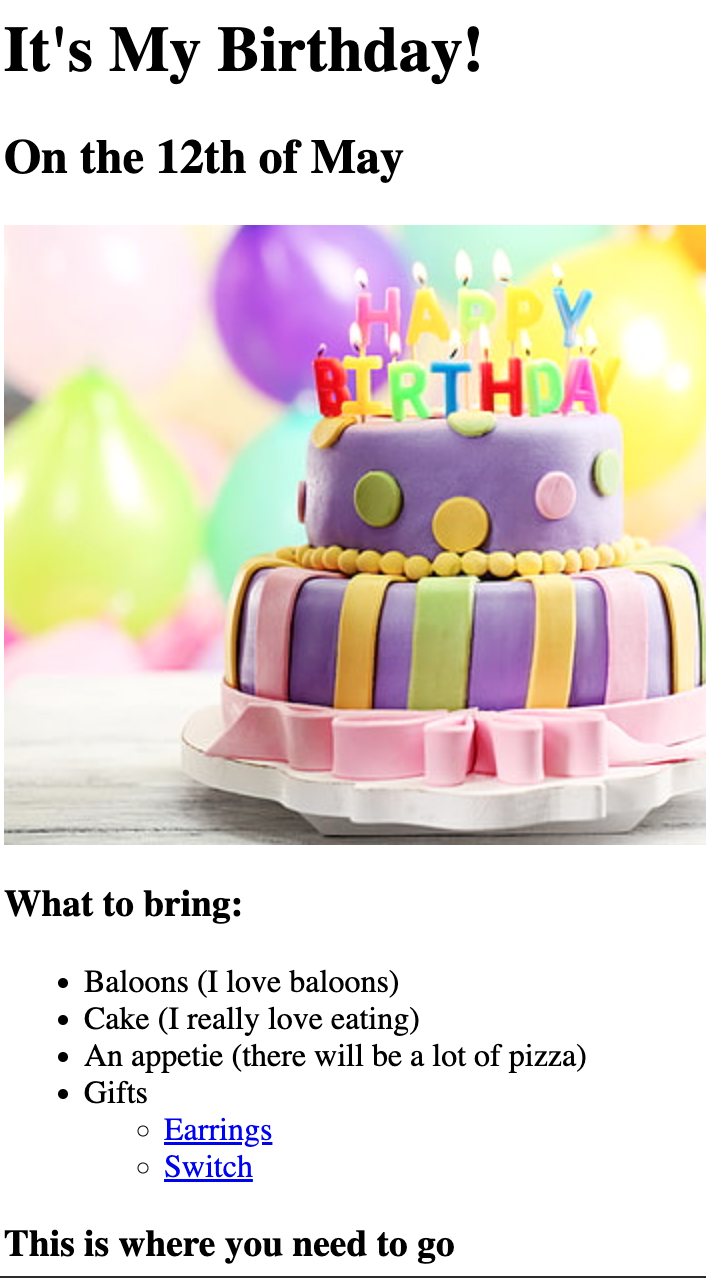 It's My Birthday!
On the 12th of May
HAPPY
BIRTHDAY
What to bring:
Baloons (I love baloons)
Cake (I really love eating)
An appetie (there will be a lot of pizza)
Gifts
Earrings
Switch
This is where you need to go